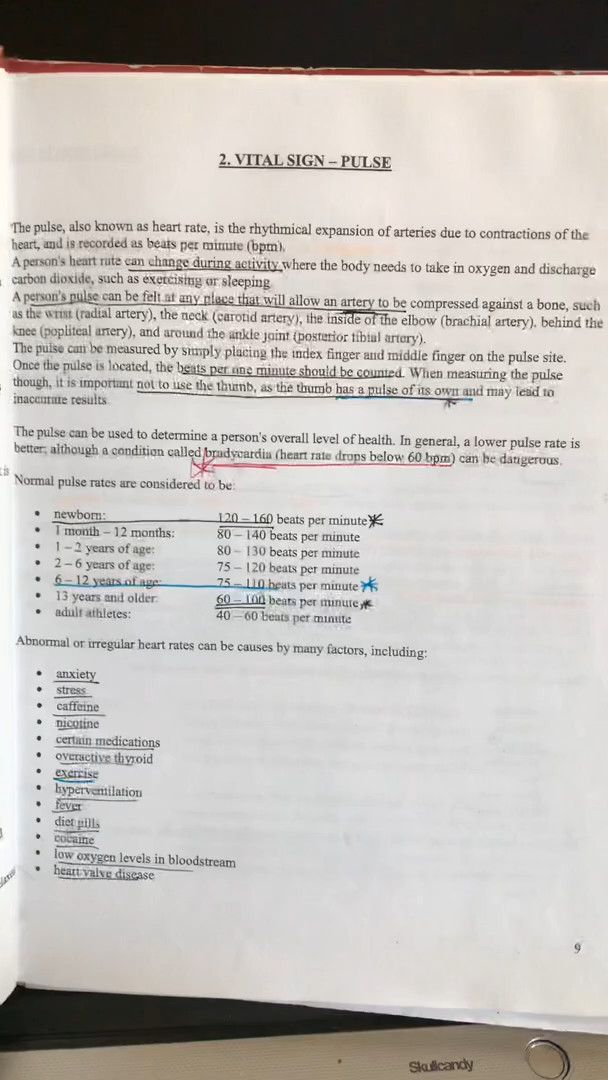 2. VITAL SIGN – PULSE
The pulse, also known as heart rate, is the rhythmical expansion of arteries due to contractions of the
heart, and is recorded as beats per minute (bpm).
A person's heart rate can change during activity where the body needs to take in oxygen and discharge
carbon dioxide, such as exercising or sleeping
A person's pulse can be felt at any place that will allow an artery to be compressed against a bone, such
as the wrist (radial artery), the neck (carotid artery), the inside of the elbow (brachial artery), behind the
knee (popliteal artery), and around the ankle joint (posterior tibial artery).
The pulse can be measured by simply placing the index finger and middle finger on the pulse site.
Once the pulse is located, the beats per one minute should be counted. When measuring the pulse
though, it is important not to use the thumb, as the thumb has a pulse of its own and may lead to
inaccurate results.
The pulse can be used to determine a person's overall level of health. In general, a lower pulse rate is
better, although a condition called bradycardia (heart rate drops below 60 bpm) can be dangerous.
Normal pulse rates are considered to be:
• newborn: 120 – 160 beats per minute
• 1 month – 12 months: 80 – 140 beats per minute
• 1 – 2 years of age: 80 – 130 beats per minute
• 2 – 6 years of age: 75 – 120 beats per minute
• 6 – 12 years of age: 75 – 110 beats per minute
• 13 years and older: 60 – 100 beats per minute
• adult athletes: 40 – 60 beats per minute
Abnormal or irregular heart rates can be causes by many factors, including:
• anxiety
• stress
• caffeine
• nicotine
• certain medications
• overactive thyroid
• exercise
• hyperventilation
• fever
• diet pills
• cocaine
• low oxygen levels in bloodstream
• heart valve disease
9
Skullcandy